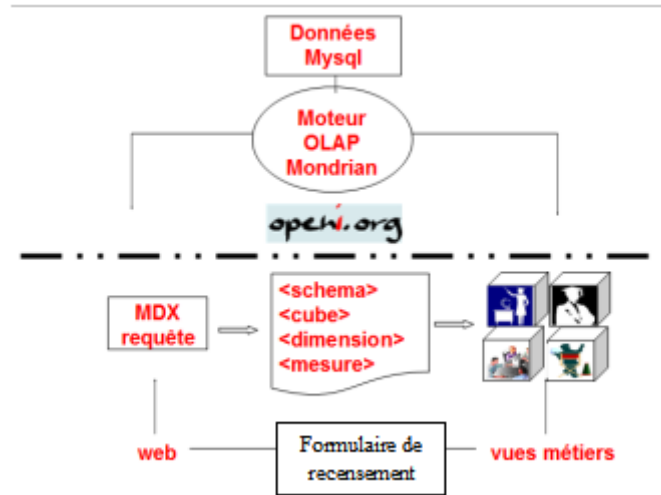 Données
Mysql
Moteur
OLAP
Mondrian
openi.org
MDX
requête
<schema>
<cube>
<dimension>
<mesure>
web
Formulaire de
recensement
vues métiers